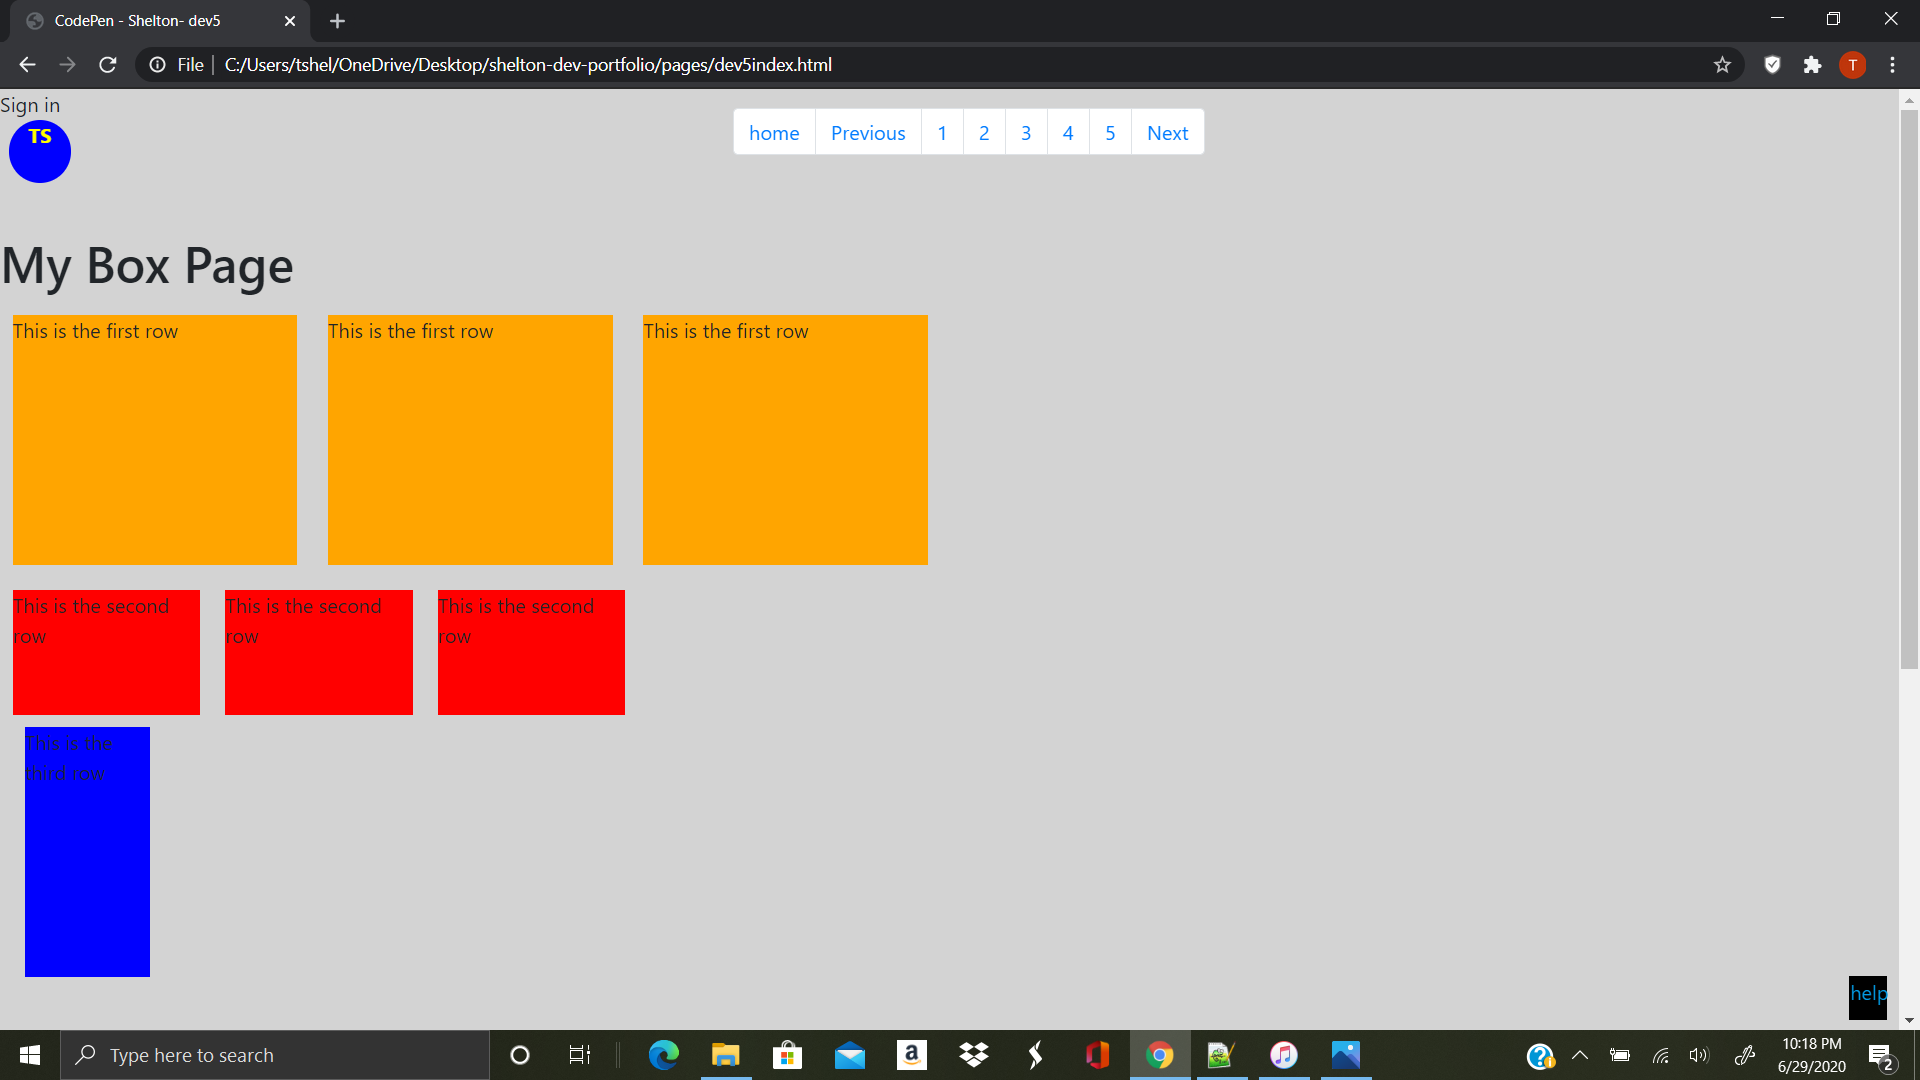 CodePen - Shelton- dev5
File
C:/Users/tshel/OneDrive/Desktop/shelton-dev-portfolio/pages/dev5index.html
T
Sign in
TS
home Previous 1 2 3 4 5 Next
My Box Page
This is the first row
This is the first row
This is the first row
This is the second
row
This is the second
row
This is the second
row
This is the
third row
help
Type here to search
a
10:18 PM
6/29/2020
2